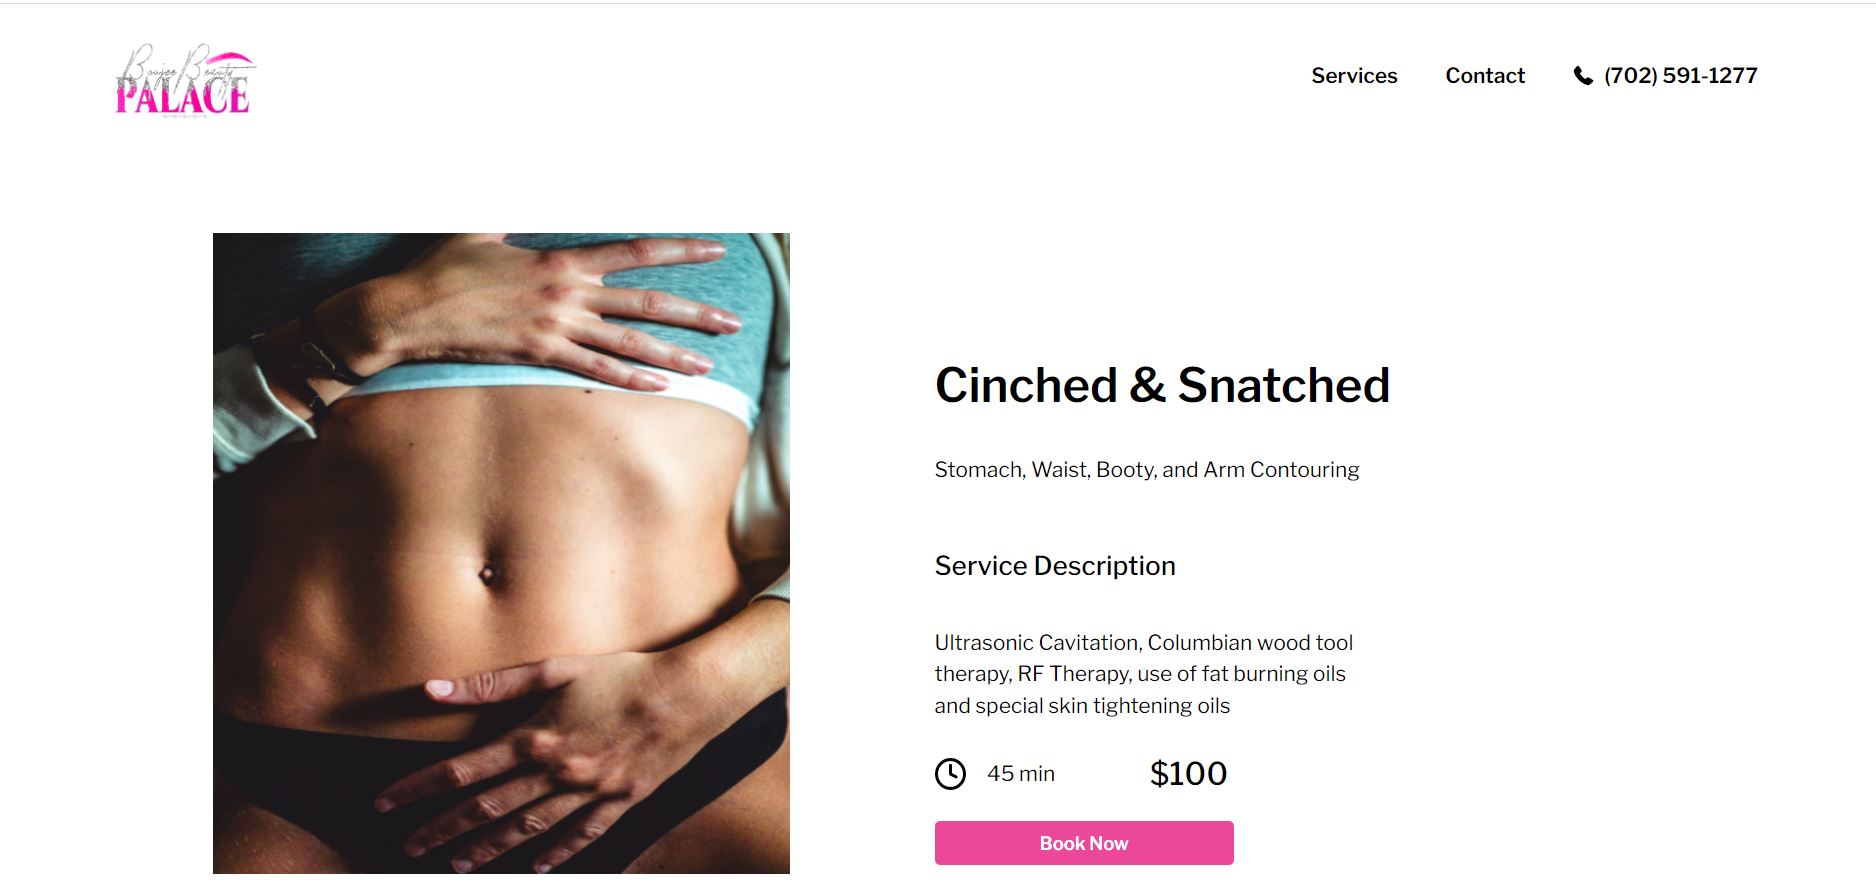 Boujee Beauty
PALACE
Services
Contact
(702) 591-1277
Cinched & Snatched
Stomach, Waist, Booty, and Arm Contouring
Service Description
Ultrasonic Cavitation, Columbian wood tool
therapy, RF Therapy, use of fat burning oils
and special skin tightening oils
45 min
$100
Book Now